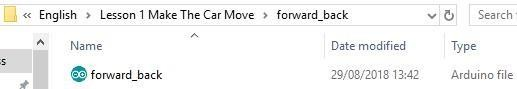 « English > Lesson 1 Make The Car Move > forward_back
Name Date modified Type
forward_back 29/08/2018 13:42 Arduino file